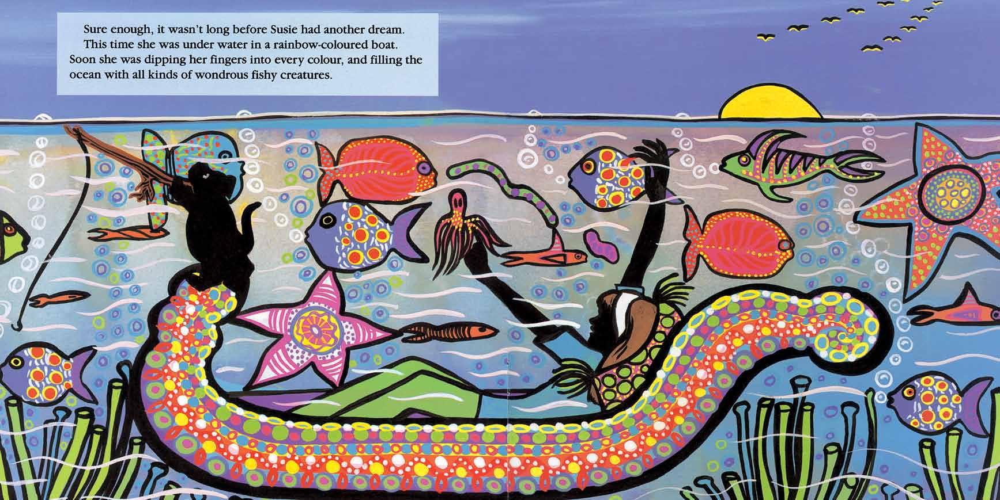 Sure enough, it wasn't long before Susie had another dream.
This time she was under water in a rainbow-coloured boat.
Soon she was dipping her fingers into every colour, and filling the
ocean with all kinds of wondrous fishy creatures.